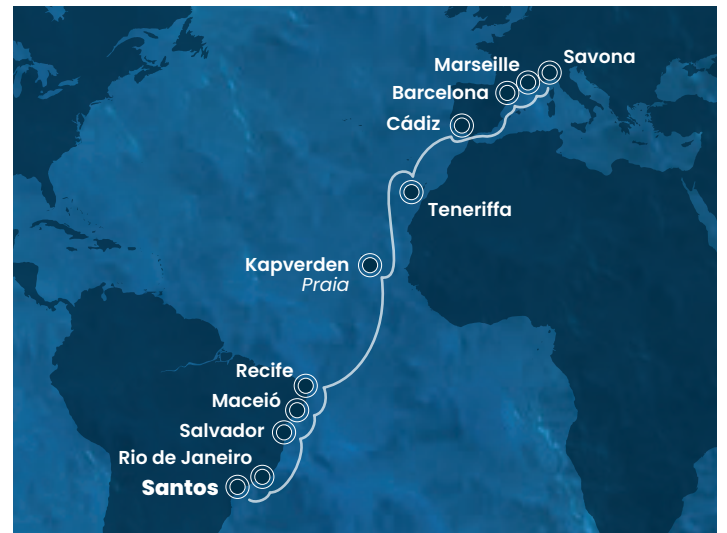 Savona
Marseille
Barcelona
Cádiz
Teneriffa
Kapverden
Praia
Recife
Maceió
Salvador
Rio de Janeiro
Santos